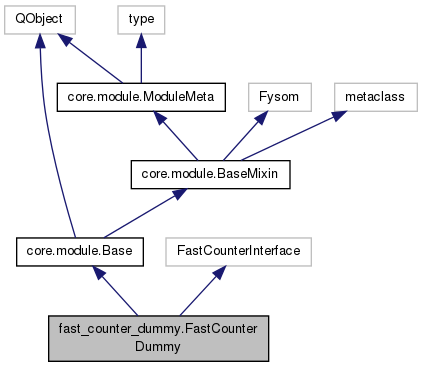 QObject
type
core.module.ModuleMeta
Fysom
metaclass
core.module.BaseMixin
core.module.Base
FastCounterInterface
fast_counter_dummy.FastCounter
Dummy